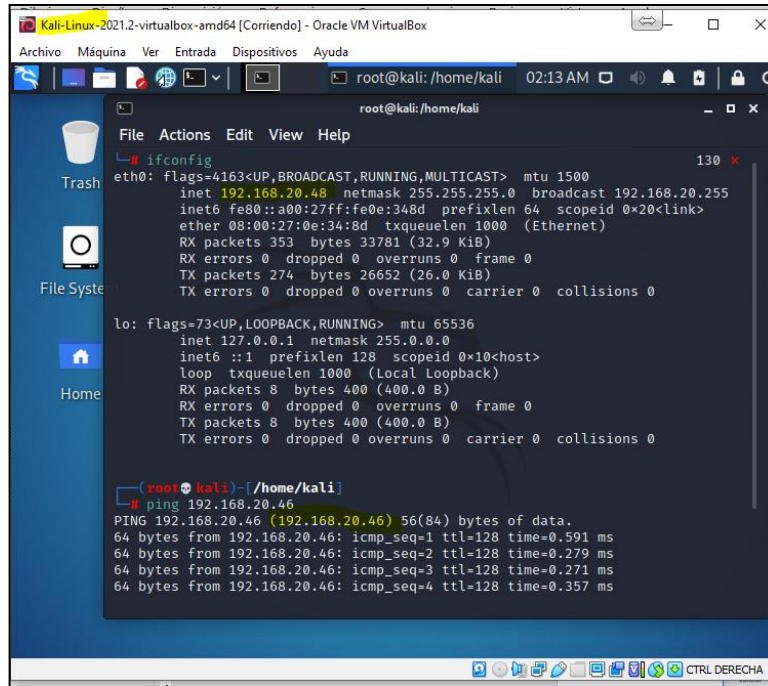 Kali-Linux-2021.2-virtualbox-amd64 [Corriendo] - Oracle VM VirtualBox
Archivo Máquina Ver Entrada Dispositivos Ayuda
root@kali: /home/kali 02:13 AM
root@kali: /home/kali
File Actions Edit View Help
# ifconfig 130 ×
eth0: flags=4163<UP,BROADCAST,RUNNING,MULTICAST> mtu 1500
inet 192.168.20.48 netmask 255.255.255.0 broadcast 192.168.20.255
inet6 fe80::a00:27ff:fe0e:348d prefixlen 64 scopeid 0×20<link>
ether 08:00:27:0e:34:8d txqueuelen 1000 (Ethernet)
RX packets 353 bytes 33781 (32.9 KiB)
RX errors 0 dropped 0 overruns 0 frame 0
TX packets 274 bytes 26652 (26.0 KiB)
TX errors 0 dropped 0 overruns 0 carrier 0 collisions 0
lo: flags=73<UP,LOOPBACK,RUNNING> mtu 65536
inet 127.0.0.1 netmask 255.0.0.0
inet6 ::1 prefixlen 128 scopeid 0×10<host>
loop txqueuelen 1000 (Local Loopback)
RX packets 8 bytes 400 (400.0 B)
RX errors 0 dropped 0 overruns 0 frame 0
TX packets 8 bytes 400 (400.0 B)
TX errors 0 dropped 0 overruns 0 carrier 0 collisions 0
(root💀kali)-[/home/kali]
# ping 192.168.20.46
PING 192.168.20.46 (192.168.20.46) 56(84) bytes of data.
64 bytes from 192.168.20.46: icmp_seq=1 ttl=128 time=0.591 ms
64 bytes from 192.168.20.46: icmp_seq=2 ttl=128 time=0.279 ms
64 bytes from 192.168.20.46: icmp_seq=3 ttl=128 time=0.271 ms
64 bytes from 192.168.20.46: icmp_seq=4 ttl=128 time=0.357 ms
Trash
File Syste
Home
CTRL DERECHA